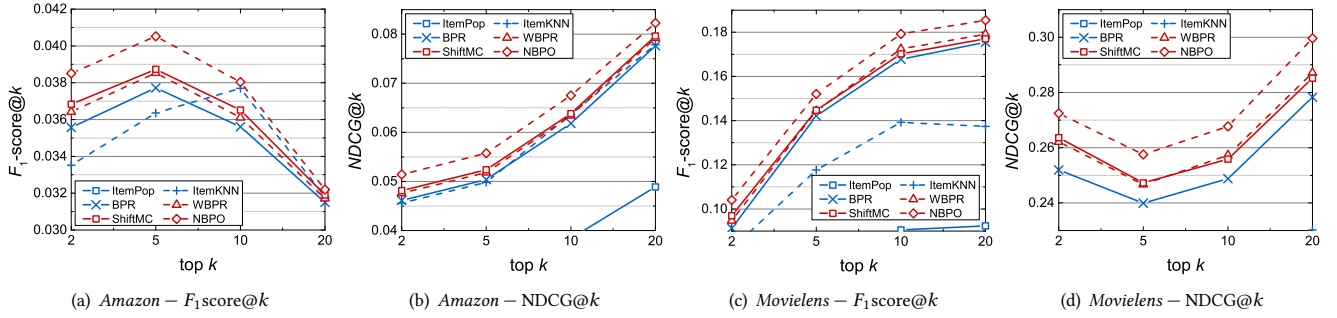 0.042
0.040
0.038
0.036
0.034
0.032
0.030
F₁-score@k
ItemPop ItemKNN
BPR WBPR
ShiftMC NBPO
2 5 10 20
top k
(a) Amazon – F₁score@k
0.08
0.07
0.06
0.05
0.04
NDCG@k
ItemPop ItemKNN
BPR WBPR
ShiftMC NBPO
2 5 10 20
top k
(b) Amazon – NDCG@k
0.18
0.16
0.14
0.12
0.10
F₁-score@k
ItemPop ItemKNN
BPR WBPR
ShiftMC NBPO
2 5 10 20
top k
(c) Movielens – F₁score@k
0.30
0.28
0.26
0.24
NDCG@k
ItemPop ItemKNN
BPR WBPR
ShiftMC NBPO
2 5 10 20
top k
(d) Movielens – NDCG@k